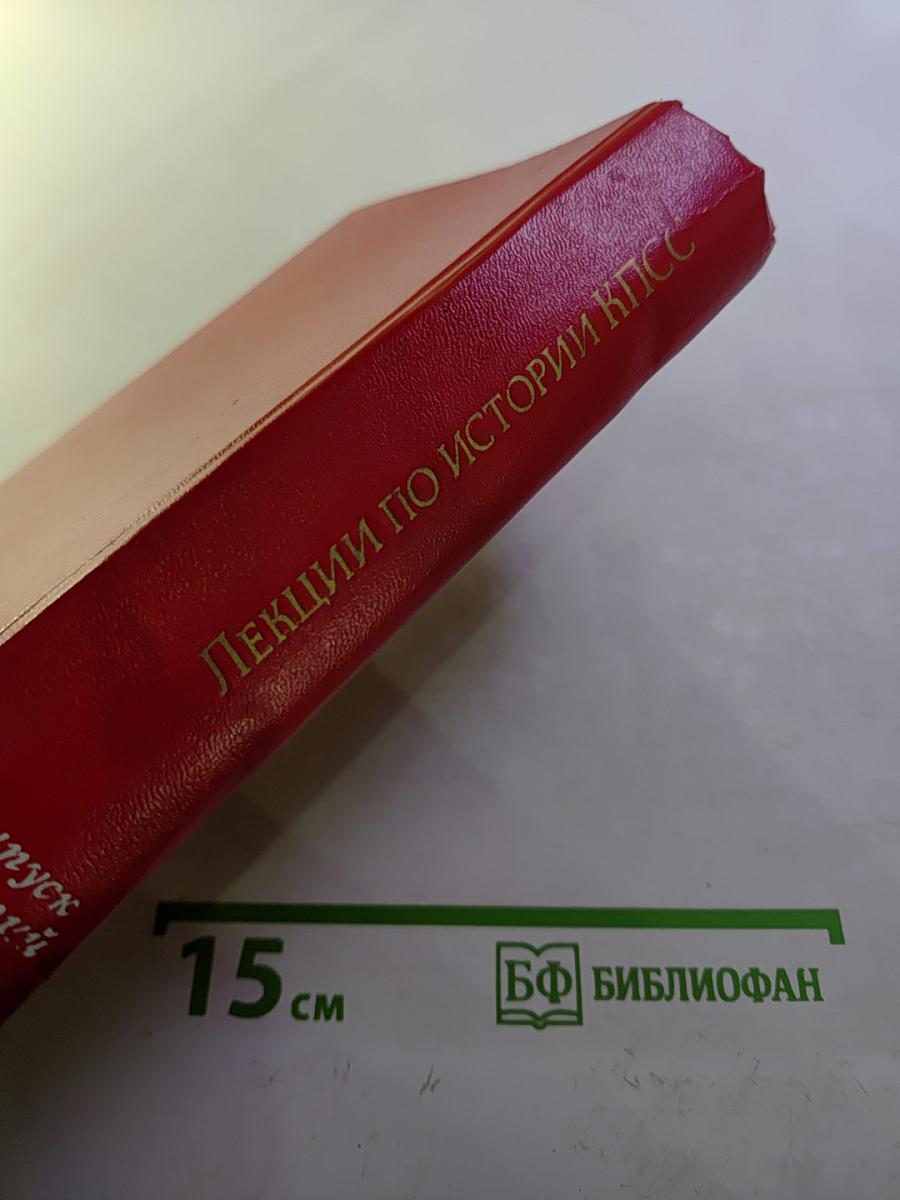 Лекции по истории КПСС
15 см
БФ БИБЛИОФАН